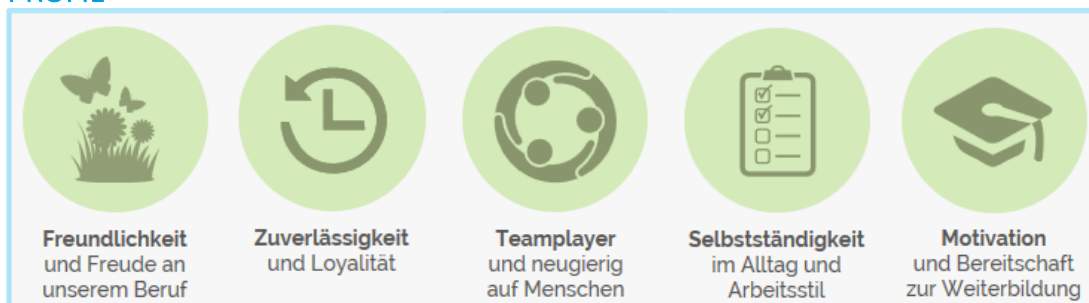 Freundlichkeit
und Freude an
unserem Beruf
Zuverlässigkeit
und Loyalität
Teamplayer
und neugierig
auf Menschen
Selbstständigkeit
im Alltag und
Arbeitsstil
Motivation
und Bereitschaft
zur Weiterbildung